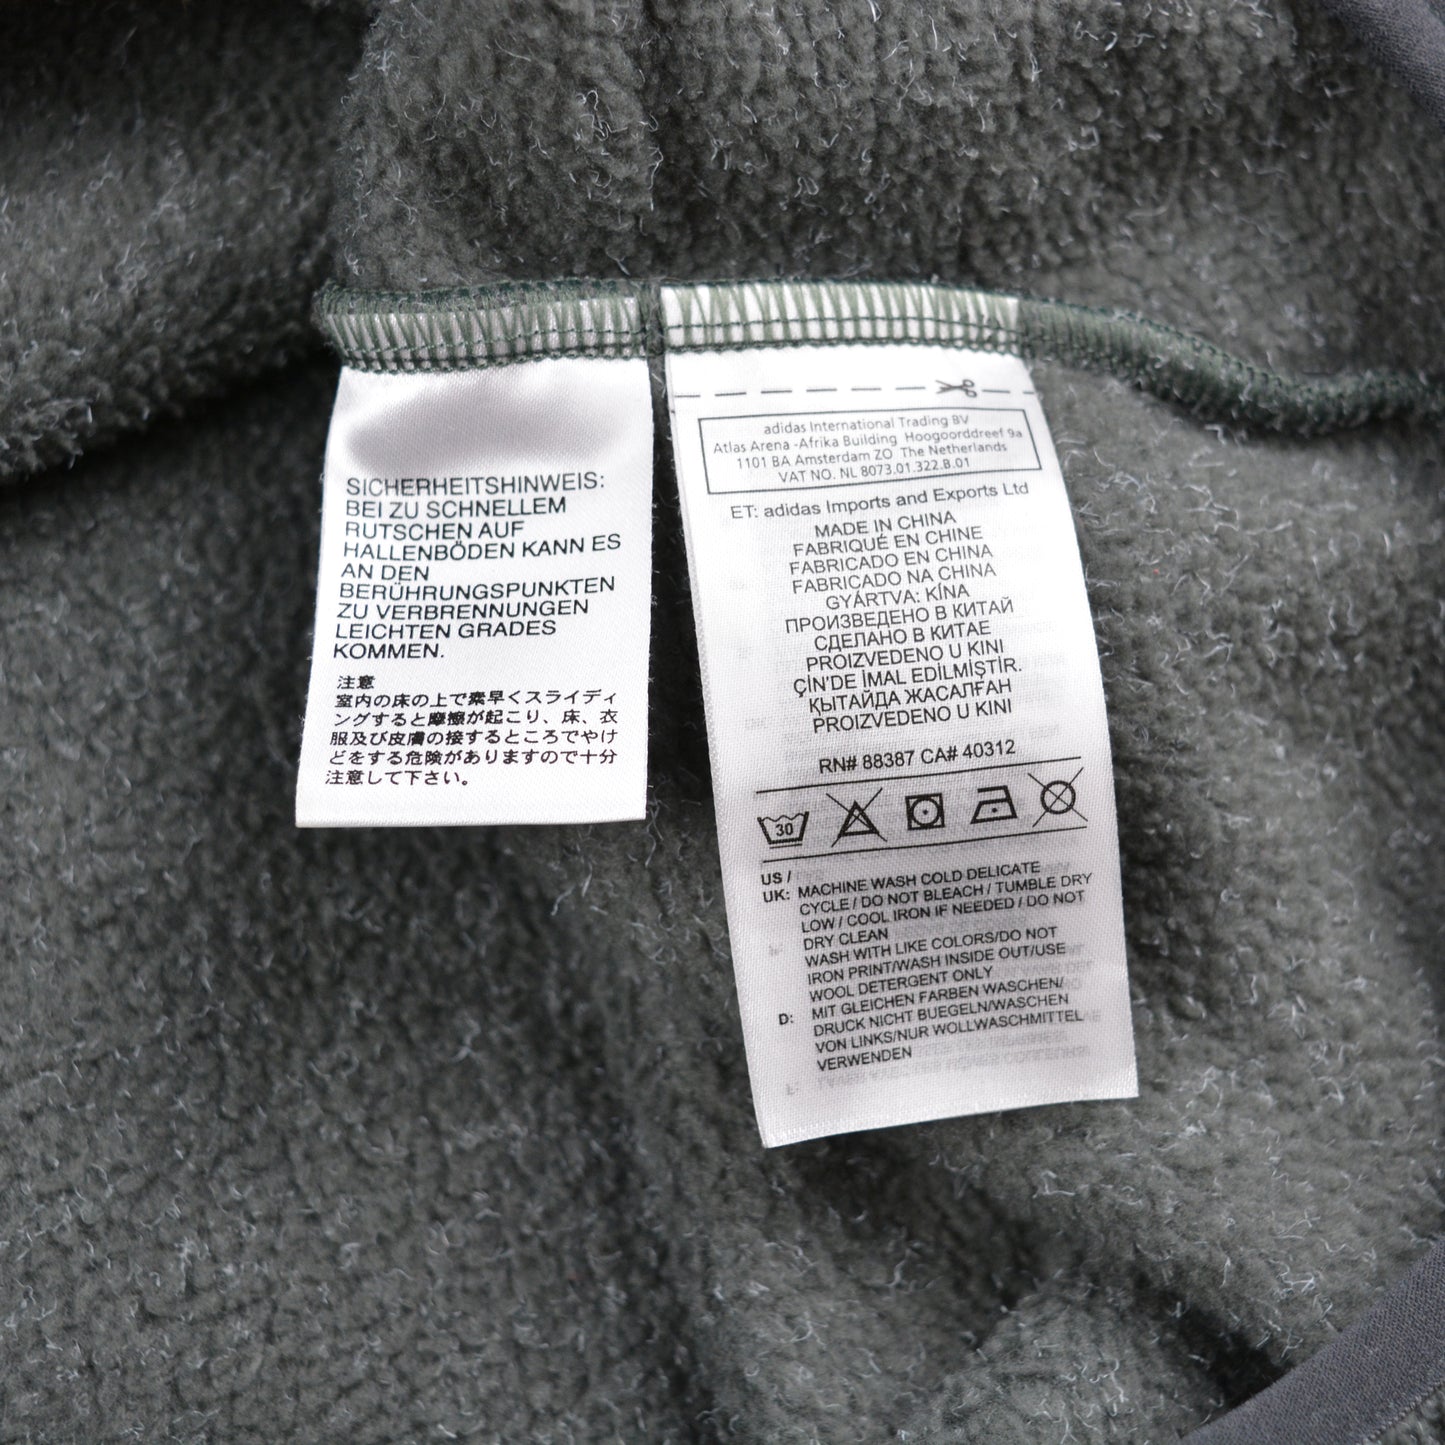 SICHERHEITSHINWEIS:
BEI ZU SCHNELLEM
RUTSCHEN AUF
HALLENBÖDEN KANN ES
AN DEN
BERÜHRUNGSPUNKTEN
ZU VERBRENNUNGEN
LEICHTEN GRADES
KOMMEN.
注意
室内の床の上で素早くスライディ
ングすると摩擦が起こり、床、衣
服及び皮膚の接するところでやけ
どをする危険がありますので十分
注意して下さい。
adidas International Trading BV
Atlas Arena -Afrika Building Hoogoorddreef 9a
1101 BA Amsterdam ZO The Netherlands
VAT NO. NL 8073.01.322.B.01
ET: adidas Imports and Exports Ltd
MADE IN CHINA
FABRIQUÉ EN CHINE
FABRICADO EN CHINA
FABRICADO NA CHINA
GYÁRTVA: KÍNA
ПРОИЗВЕДЕНО В КИТАЙ
СДЕЛАНО В КИТАЕ
PROIZVEDENO U KINI
ÇİN'DE İMAL EDİLMİŞTİR.
ҚЫТАЙДА ЖАСАЛҒАН
PROIZVEDENO U KINI
RN# 88387 CA# 40312
30
US /
UK: MACHINE WASH COLD DELICATE
CYCLE / DO NOT BLEACH / TUMBLE DRY
LOW / COOL IRON IF NEEDED / DO NOT
DRY CLEAN
WASH WITH LIKE COLORS/DO NOT
IRON PRINT/WASH INSIDE OUT/USE
WOOL DETERGENT ONLY
D: MIT GLEICHEN FARBEN WASCHEN/
DRUCK NICHT BUEGELN/WASCHEN
VON LINKS/NUR WOLLWASCHMITTEL
VERWENDEN